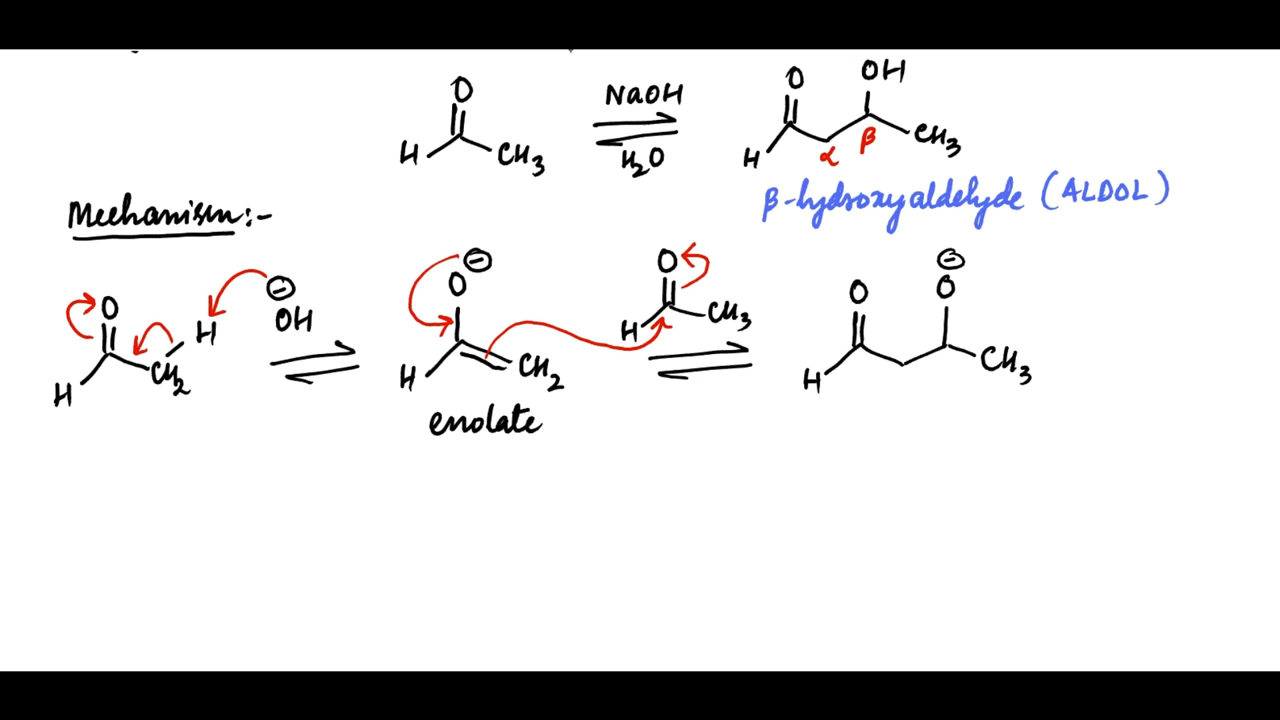 O OH
NaOH
H CH3 H2O H α β CH3
β-hydroxyaldehyde (ALDOL)
Mechanism:-
O H ⊖ OH O ⊖ O O O ⊖
H CH2 H CH2 H CH3 H CH3
enolate